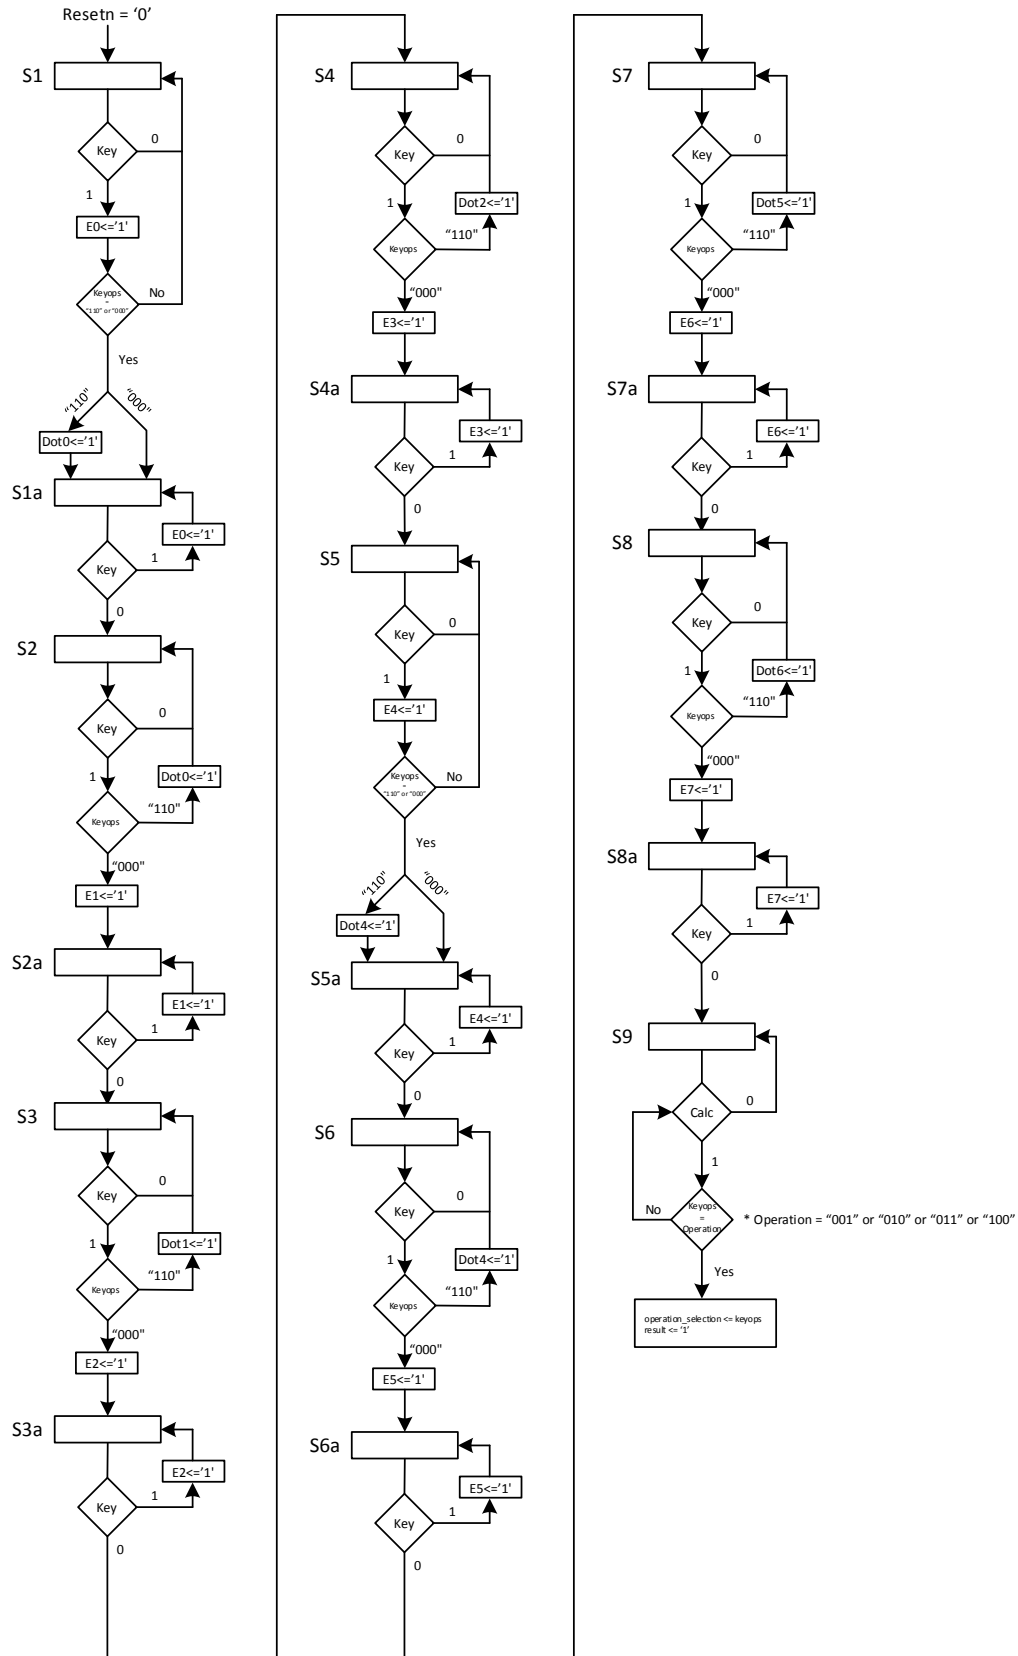 Resetn = ‘0’
S1
Key
0
1
E0<='1'
Keyops
=
“110” or “000”
No
Yes
“110”
“000”
Dot0<='1'
S1a
E0<='1'
Key
1
0
S2
Key
0
1
Dot0<='1'
Keyops
“110"
“000"
E1<='1'
S2a
E1<='1'
Key
1
0
S3
Key
0
1
Dot1<='1'
Keyops
“110"
“000"
E2<='1'
S3a
E2<='1'
Key
1
0
S4
Key
0
1
Dot2<='1'
Keyops
“110"
“000"
E3<='1'
S4a
E3<='1'
Key
1
0
S5
Key
0
1
E4<='1'
Keyops
=
“110” or “000”
No
Yes
“110”
“000”
Dot4<='1'
S5a
E4<='1'
Key
1
0
S6
Key
0
1
Dot4<='1'
Keyops
“110"
“000"
E5<='1'
S6a
E5<='1'
Key
1
0
S7
Key
0
1
Dot5<='1'
Keyops
“110"
“000"
E6<='1'
S7a
E6<='1'
Key
1
0
S8
Key
0
1
Dot6<='1'
Keyops
“110"
“000"
E7<='1'
S8a
E7<='1'
Key
1
0
S9
Calc
0
1
Keyops
=
Operation
No
* Operation = “001” or “010” or “011” or “100”
Yes
operation_selection <= keyops
result <= ‘1’